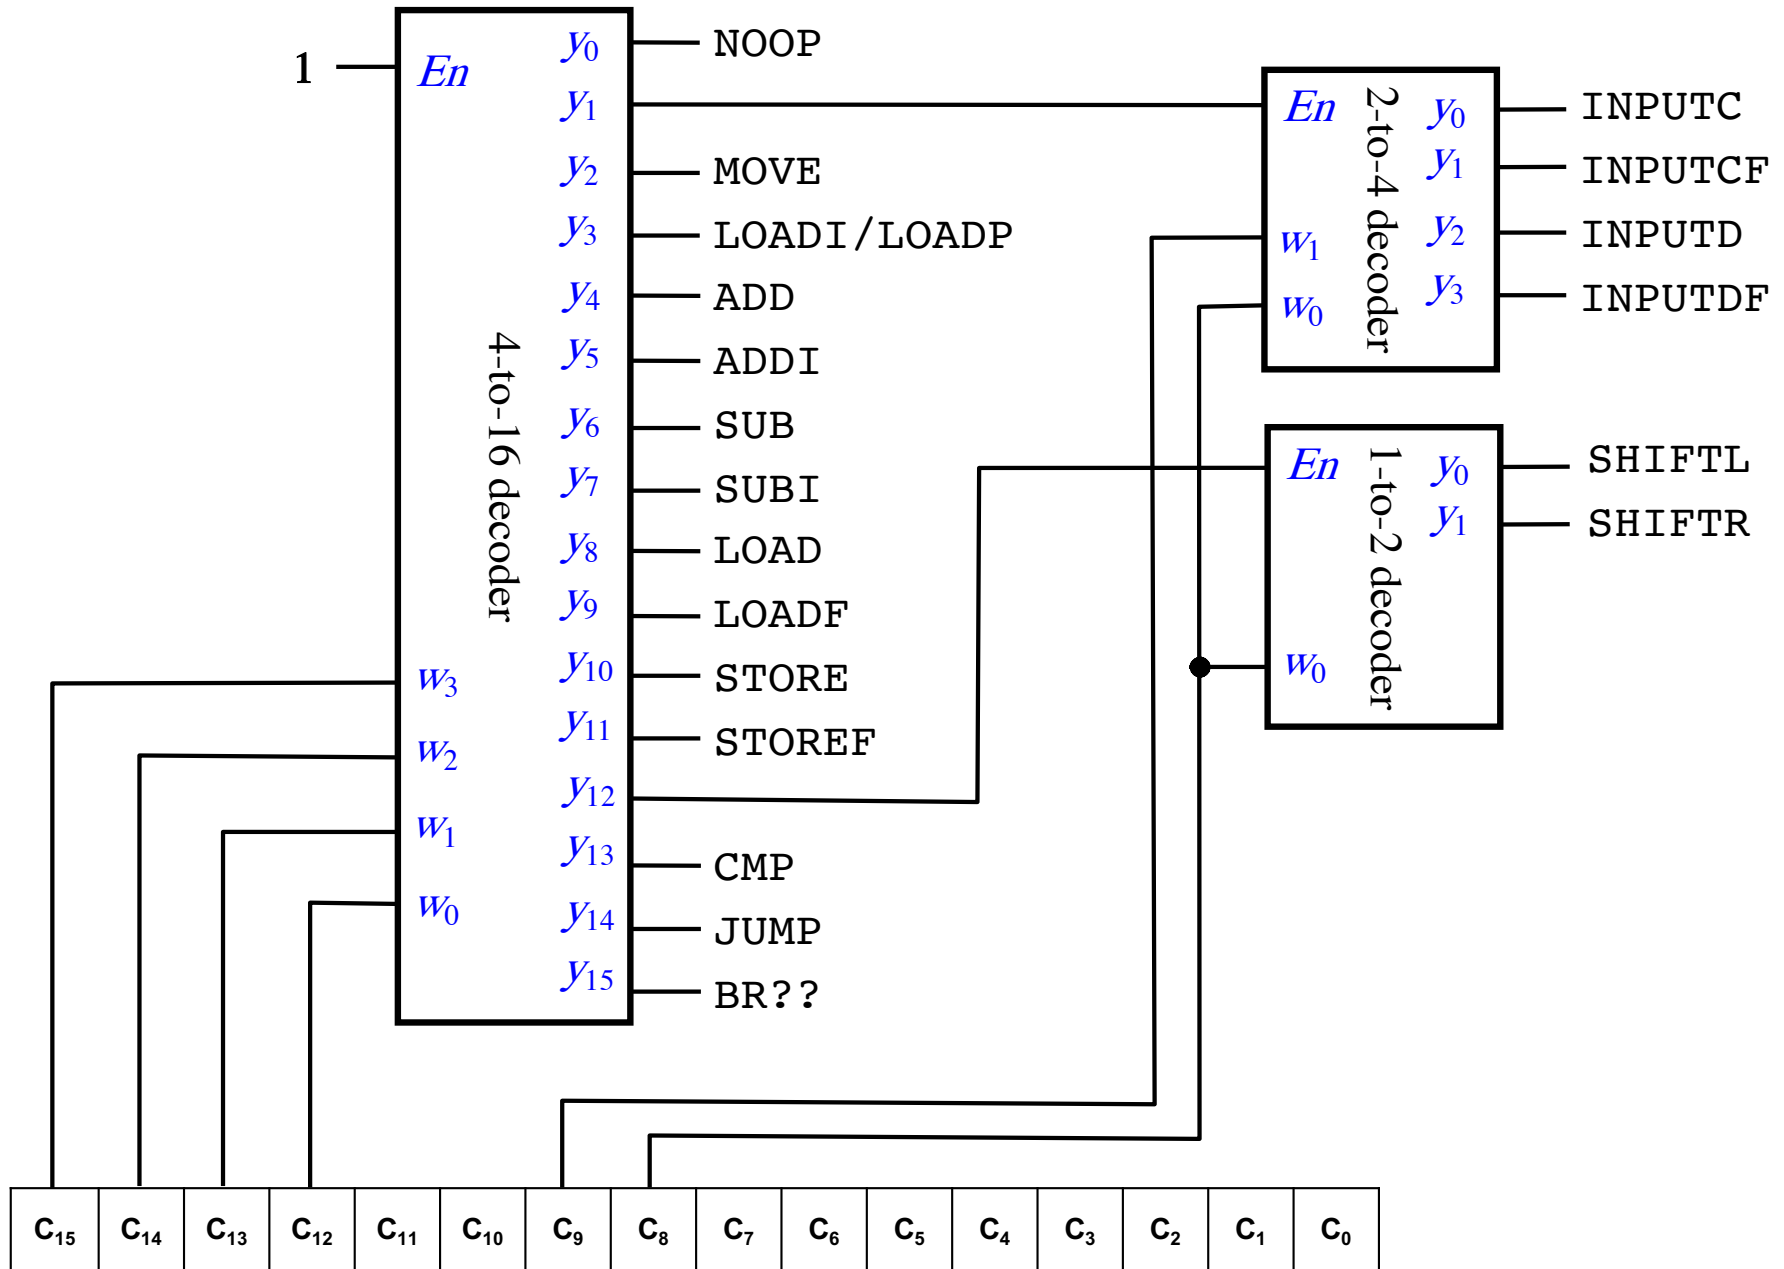 1
En
y0
y1
y2
y3
y4
y5
y6
y7
y8
y9
y10
y11
y12
y13
y14
y15
w3
w2
w1
w0
4-to-16 decoder
NOOP
MOVE
LOADI/LOADP
ADD
ADDI
SUB
SUBI
LOAD
LOADF
STORE
STOREF
CMP
JUMP
BR??
En
w1
w0
2-to-4 decoder
y0
y1
y2
y3
INPUTC
INPUTCF
INPUTD
INPUTDF
En
w0
1-to-2 decoder
y0
y1
SHIFTL
SHIFTR
C15 C14 C13 C12 C11 C10 C9 C8 C7 C6 C5 C4 C3 C2 C1 C0